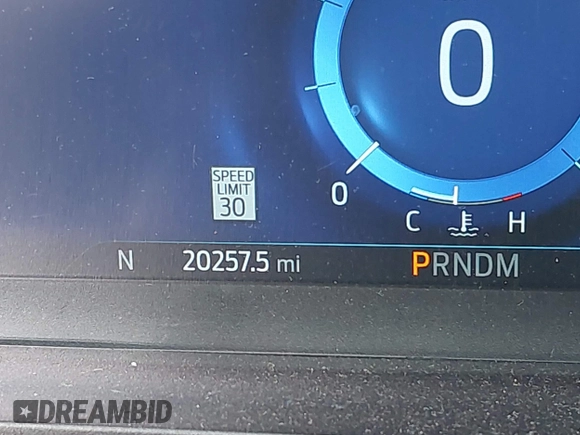 0
SPEED
LIMIT
30
0
C H
N 20257.5 mi PRNDM
DREAMBID